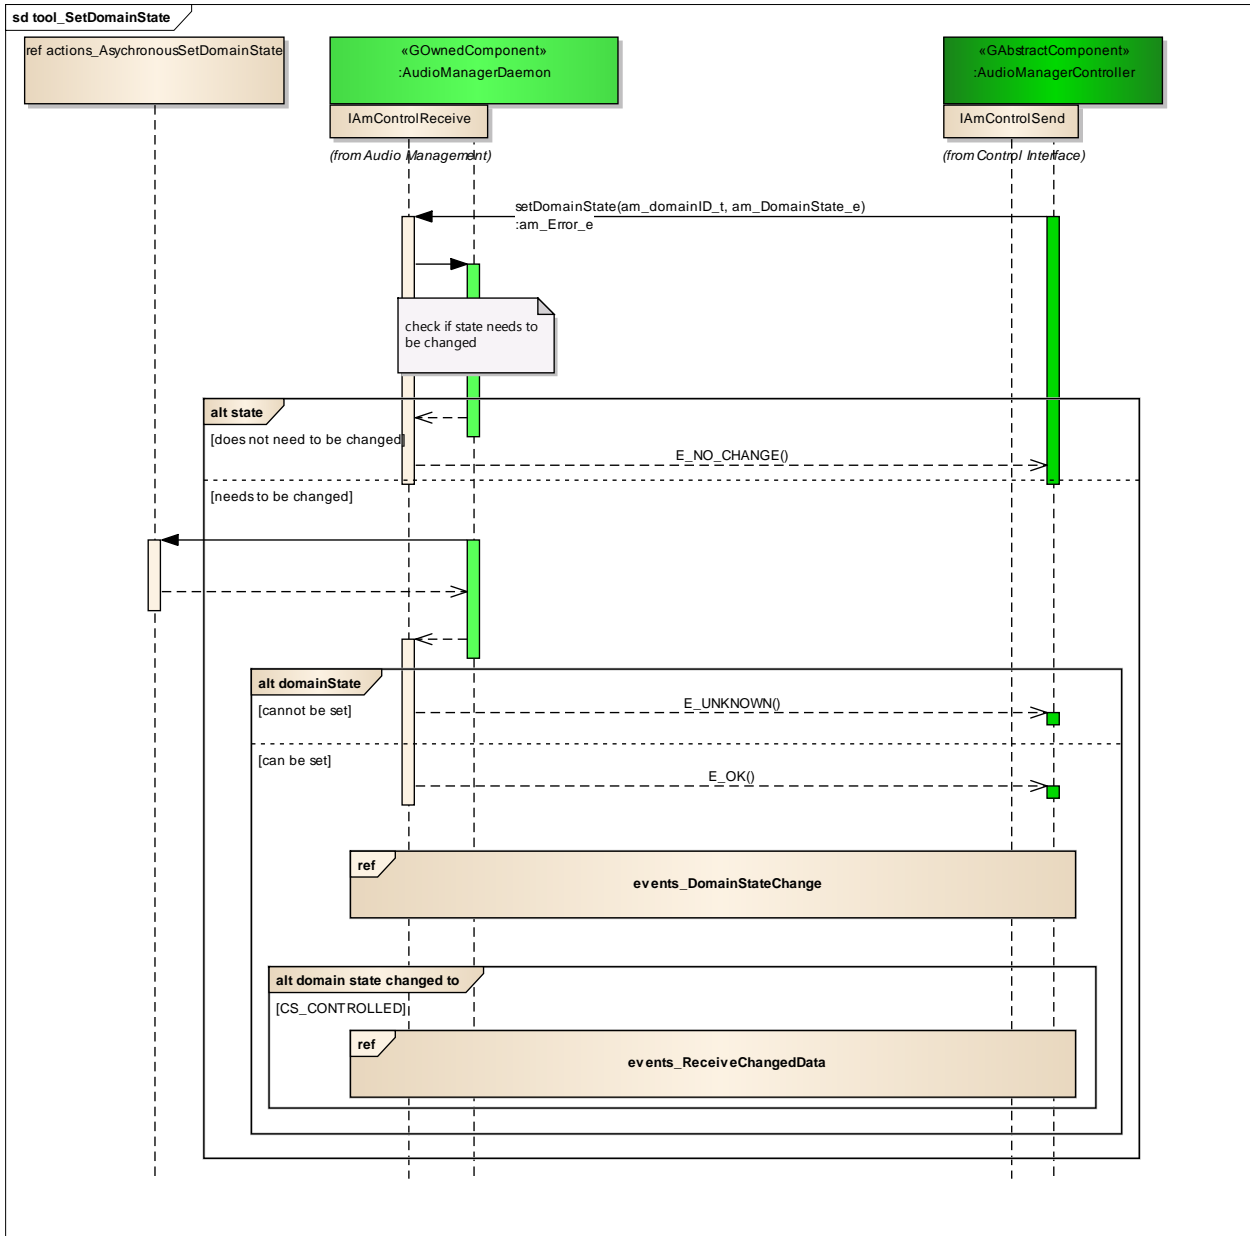 sd tool_SetDomainState
ref actions_AsychronousSetDomainState
«GOwnedComponent»
:AudioManagerDaemon
«GAbstractComponent»
:AudioManagerController
IAmControlReceive
IAmControlSend
(from Audio Management)
(from Control Interface)
setDomainState(am_domainID_t, am_DomainState_e)
:am_Error_e
check if state needs to
be changed
alt state
[does not need to be changed]
E_NO_CHANGE()
[needs to be changed]
alt domainState
[cannot be set]
E_UNKNOWN()
[can be set]
E_OK()
ref
events_DomainStateChange
alt domain state changed to
[CS_CONTROLLED]
ref
events_ReceiveChangedData